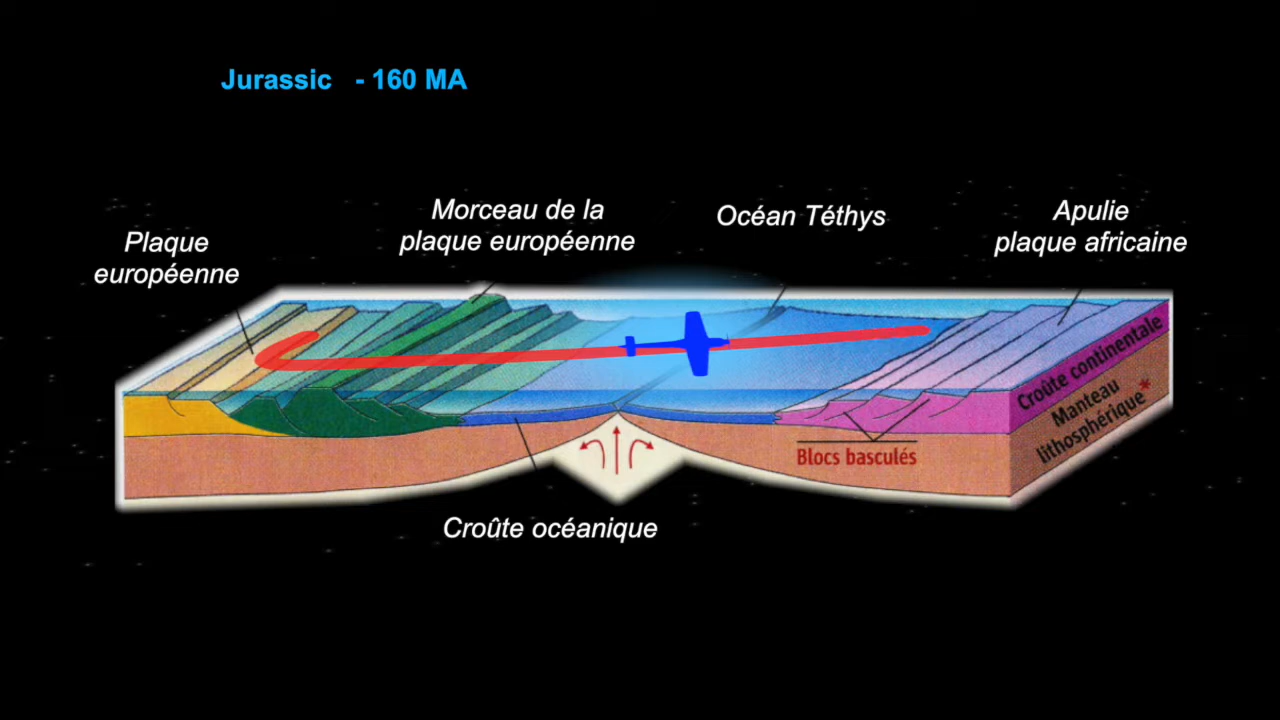 Jurassic - 160 MA
Morceau de la
plaque européenne
Océan Téthys
Apulie
plaque africaine
Plaque
européenne
Croûte continentale
Manteau
lithosphérique*
Blocs basculés
Croûte océanique